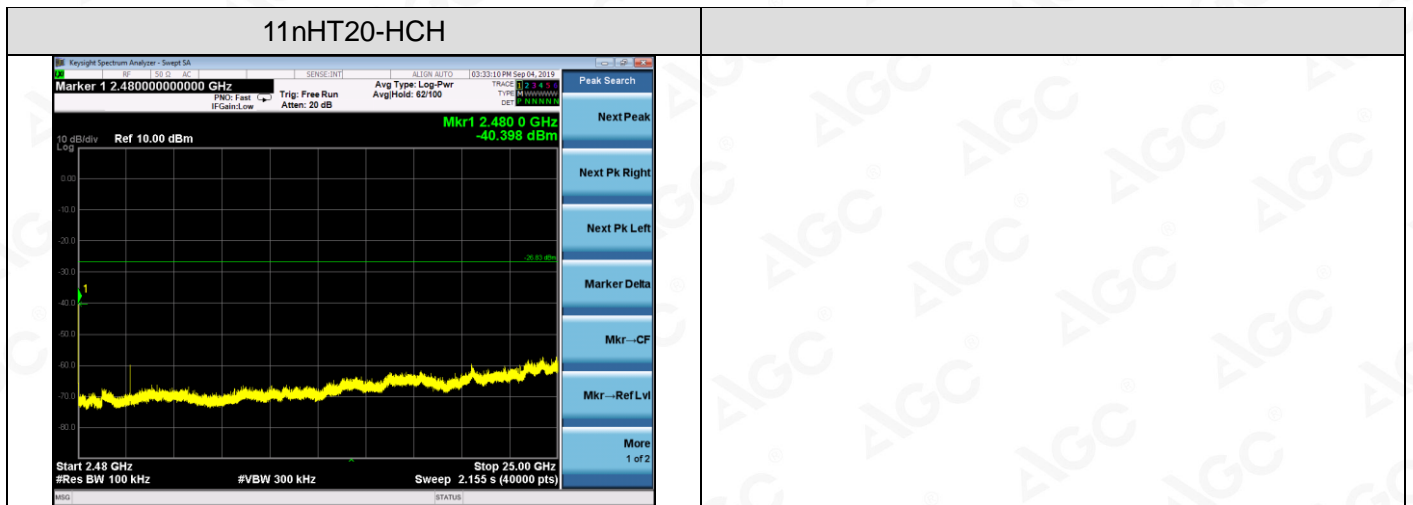 11nHT20-HCH
Keysight Spectrum Analyzer - Swept SA
RF 50 Ω AC SENSE:INT ALIGN AUTO 03:33:10 PM Sep 04, 2019
Marker 1 2.480000000000 GHz
PNO: Fast
IFGain:Low
Trig: Free Run
Atten: 20 dB
Avg Type: Log-Pwr
Avg|Hold: 62/100
TRACE 1 2 3 4 5 6
TYPE M WWWWW
DET P N N N N N
Mkr1 2.480 0 GHz
-40.398 dBm
10 dB/div Ref 10.00 dBm
Log
0.00
-10.0
-20.0
-30.0
-40.0
-50.0
-60.0
-70.0
-80.0
1
Start 2.48 GHz
#Res BW 100 kHz
#VBW 300 kHz
Stop 25.00 GHz
Sweep 2.155 s (40000 pts)
MSG
STATUS
Peak Search
Next Peak
Next Pk Right
Next Pk Left
Marker Delta
Mkr→CF
Mkr→Ref Lvl
More
1 of 2
AGC